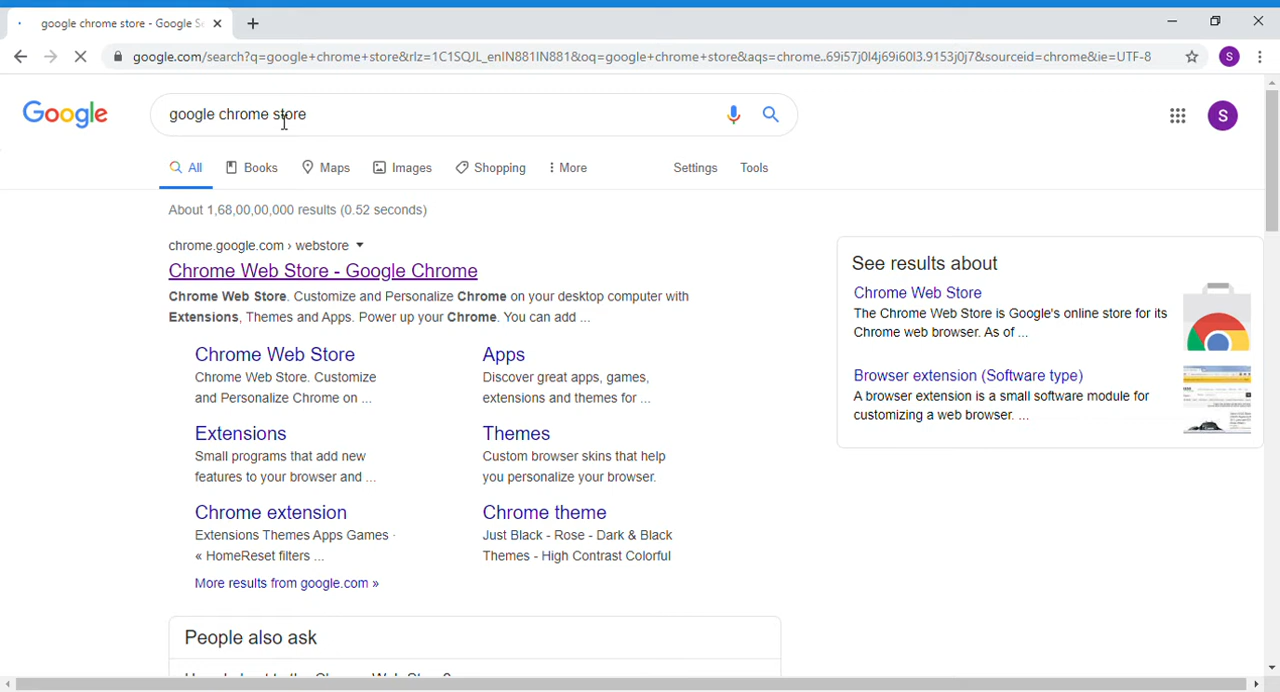 google chrome store - Google S
google.com/search?q=google+chrome+store&rlz=1C1SQJL_enIN881IN881&oq=google+chrome+store&aqs=chrome..69i57j0l4j69i60l3.9153j0j7&sourceid=chrome&ie=UTF-8
S
Google
google chrome store
S
All
Books
Maps
Images
Shopping
More
Settings
Tools
About 1,68,00,00,000 results (0.52 seconds)
chrome.google.com › webstore
Chrome Web Store - Google Chrome
Chrome Web Store. Customize and Personalize Chrome on your desktop computer with
Extensions, Themes and Apps. Power up your Chrome. You can add ...
Chrome Web Store
Chrome Web Store. Customize
and Personalize Chrome on ...
Apps
Discover great apps, games,
extensions and themes for ...
Extensions
Small programs that add new
features to your browser and ...
Themes
Custom browser skins that help
you personalize your browser.
Chrome extension
Extensions Themes Apps Games ·
« HomeReset filters ...
Chrome theme
Just Black - Rose - Dark & Black
Themes - High Contrast Colorful
More results from google.com »
People also ask
See results about
Chrome Web Store
The Chrome Web Store is Google's online store for its
Chrome web browser. As of ...
Browser extension (Software type)
A browser extension is a small software module for
customizing a web browser. ...